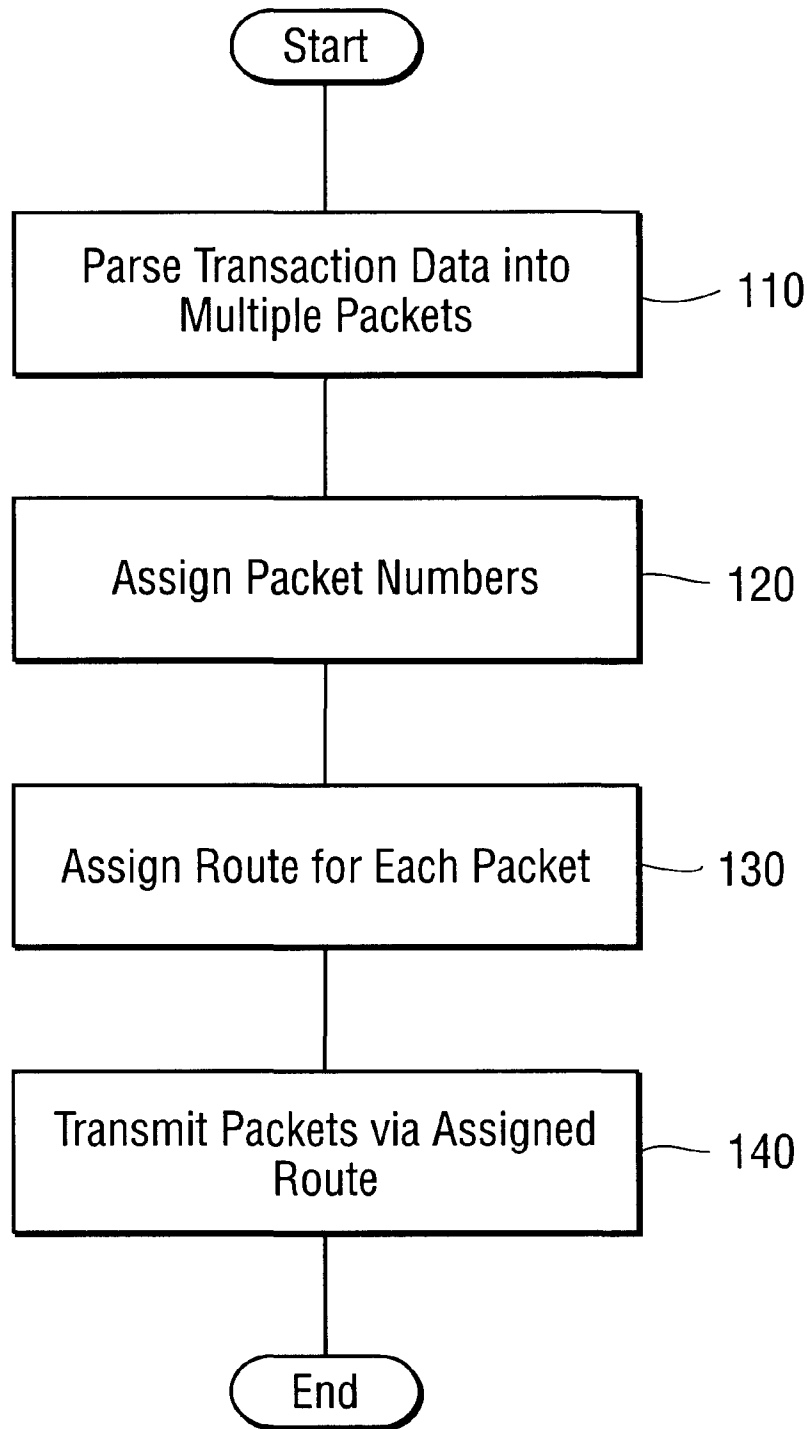 Start
Parse Transaction Data into
Multiple Packets
110
Assign Packet Numbers
120
Assign Route for Each Packet
130
Transmit Packets via Assigned
Route
140
End